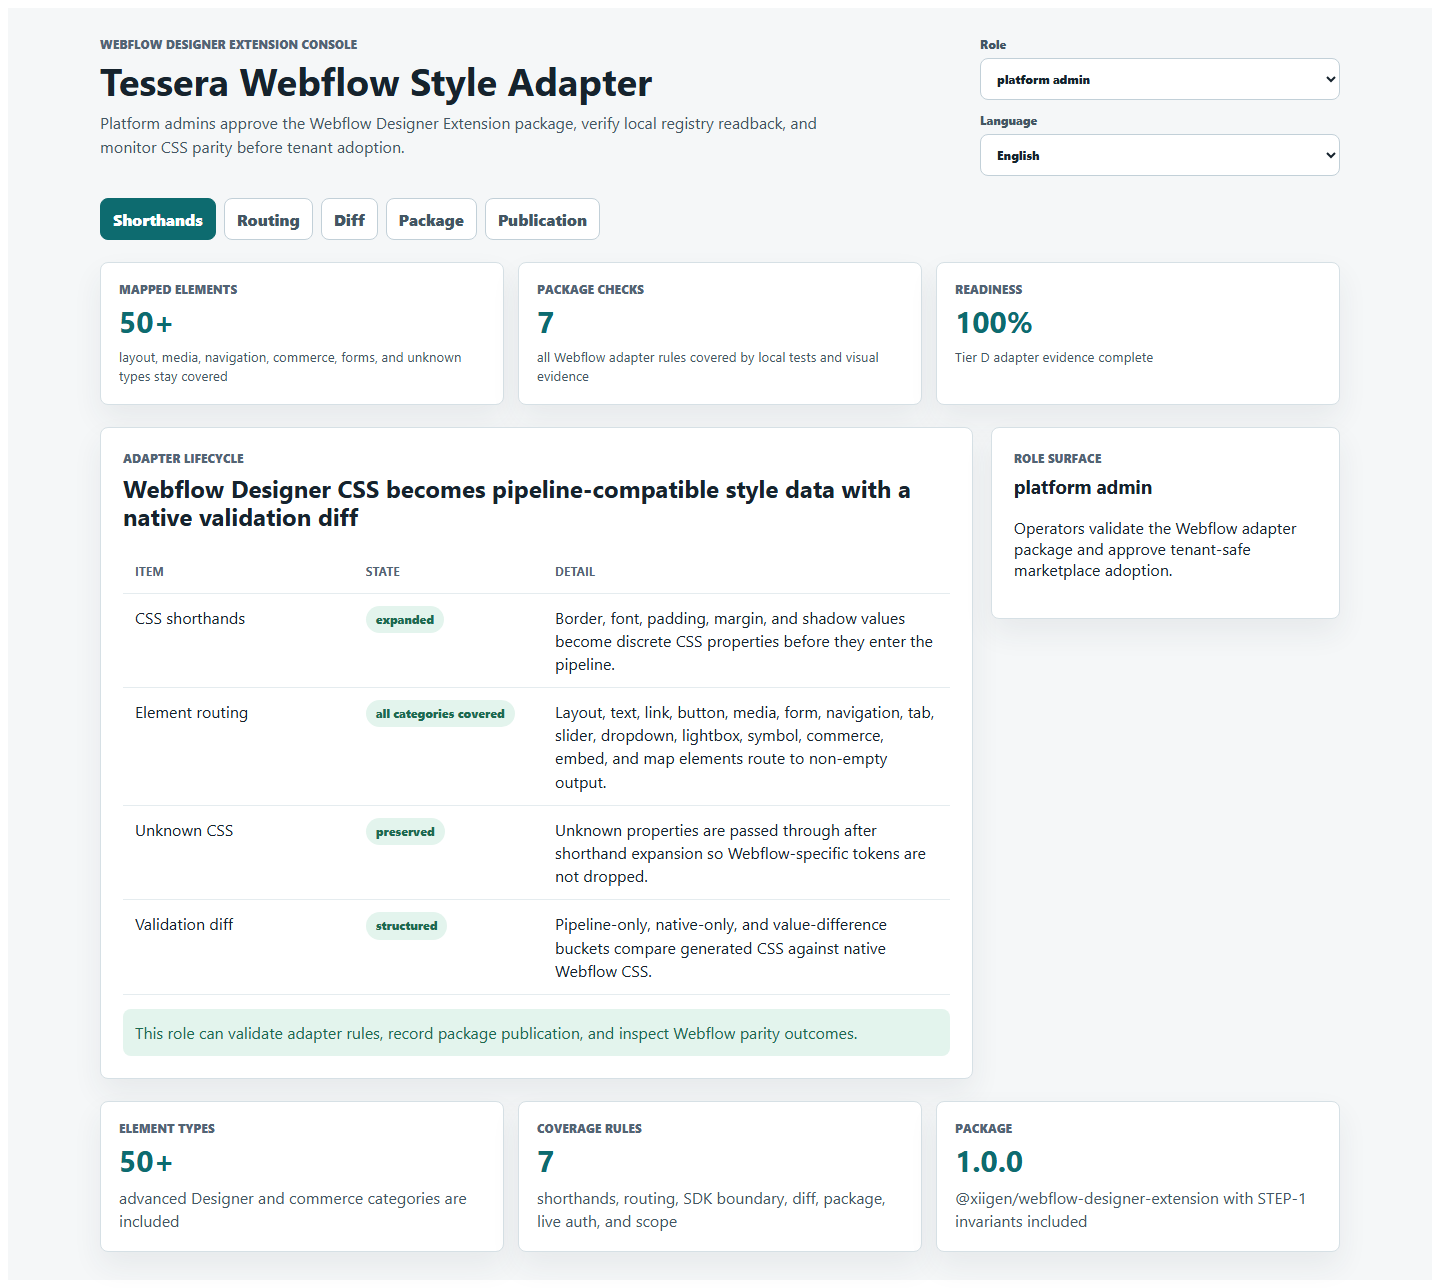 WEBFLOW DESIGNER EXTENSION CONSOLE
Tessera Webflow Style Adapter
Platform admins approve the Webflow Designer Extension package, verify local registry readback, and
monitor CSS parity before tenant adoption.
Role
platform admin
Language
English
Shorthands
Routing
Diff
Package
Publication
MAPPED ELEMENTS
50+
layout, media, navigation, commerce, forms, and unknown
types stay covered
PACKAGE CHECKS
7
all Webflow adapter rules covered by local tests and visual
evidence
READINESS
100%
Tier D adapter evidence complete
ADAPTER LIFECYCLE
Webflow Designer CSS becomes pipeline-compatible style data with a
native validation diff
ITEM STATE DETAIL
CSS shorthands
expanded
Border, font, padding, margin, and shadow values
become discrete CSS properties before they enter the
pipeline.
Element routing
all categories covered
Layout, text, link, button, media, form, navigation, tab,
slider, dropdown, lightbox, symbol, commerce,
embed, and map elements route to non-empty
output.
Unknown CSS
preserved
Unknown properties are passed through after
shorthand expansion so Webflow-specific tokens are
not dropped.
Validation diff
structured
Pipeline-only, native-only, and value-difference
buckets compare generated CSS against native
Webflow CSS.
This role can validate adapter rules, record package publication, and inspect Webflow parity outcomes.
ROLE SURFACE
platform admin
Operators validate the Webflow adapter
package and approve tenant-safe
marketplace adoption.
ELEMENT TYPES
50+
advanced Designer and commerce categories are
included
COVERAGE RULES
7
shorthands, routing, SDK boundary, diff, package,
live auth, and scope
PACKAGE
1.0.0
@xiigen/webflow-designer-extension with STEP-1
invariants included